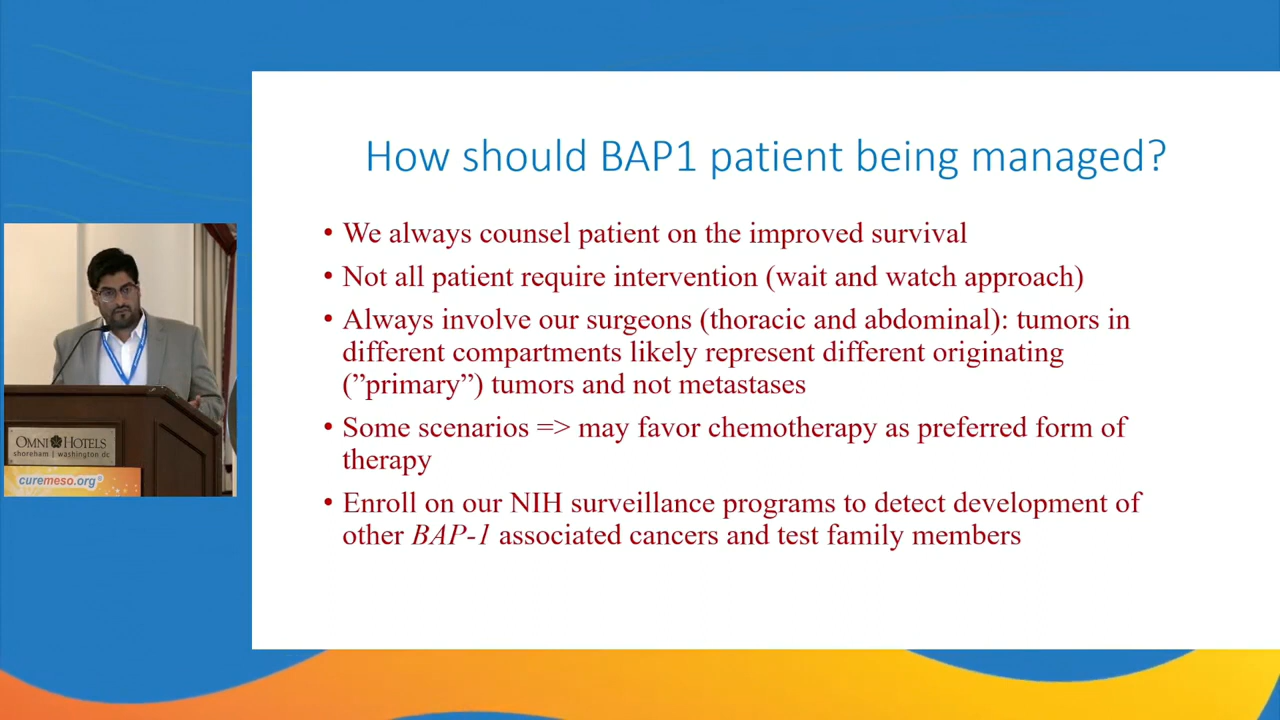 How should BAP1 patient being managed?
• We always counsel patient on the improved survival
• Not all patient require intervention (wait and watch approach)
• Always involve our surgeons (thoracic and abdominal): tumors in
different compartments likely represent different originating
(”primary”) tumors and not metastases
• Some scenarios => may favor chemotherapy as preferred form of
therapy
• Enroll on our NIH surveillance programs to detect development of
other BAP-1 associated cancers and test family members
OMNI HOTELS
shoreham | washington dc
curemeso.org®